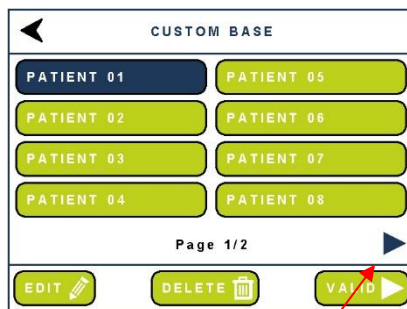 CUSTOM BASE
PATIENT 01 PATIENT 05
PATIENT 02 PATIENT 06
PATIENT 03 PATIENT 07
PATIENT 04 PATIENT 08
Page 1/2
EDIT DELETE VALID